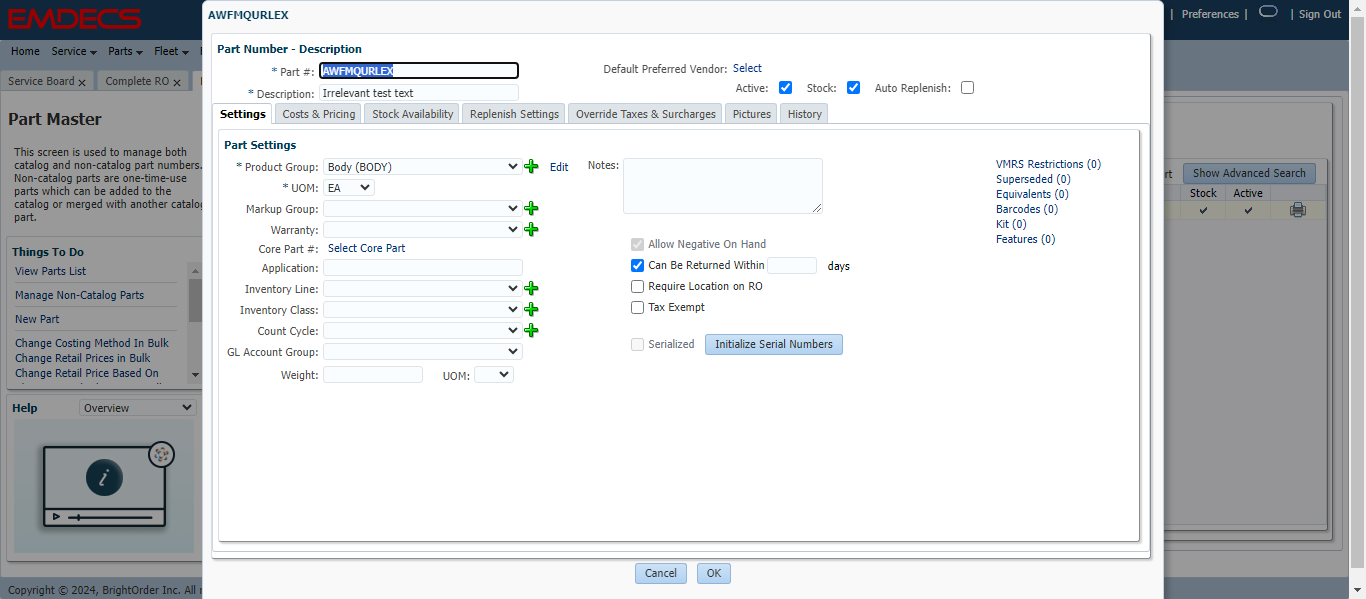 EMDECS
| Preferences | | Sign Out
Home Service Parts Fleet
Service Board x Complete RO x
Part Master
This screen is used to manage both
catalog and non-catalog part numbers.
Non-catalog parts are one-time-use
parts which can be added to the
catalog or merged with another catalog
part.
Things To Do
View Parts List
Manage Non-Catalog Parts
New Part
Change Costing Method In Bulk
Change Retail Prices in Bulk
Change Retail Price Based On
Help Overview
Copyright © 2024, BrightOrder Inc. All r
AWFMQURLEX
Part Number - Description
* Part #: AWFMQURLEX
* Description: Irrelevant test text
Default Preferred Vendor: Select
Active: Stock: Auto Replenish:
Settings Costs & Pricing Stock Availability Replenish Settings Override Taxes & Surcharges Pictures History
Part Settings
* Product Group: Body (BODY) Edit
* UOM: EA
Markup Group:
Warranty:
Core Part #: Select Core Part
Application:
Inventory Line:
Inventory Class:
Count Cycle:
GL Account Group:
Weight: UOM:
Notes:
Allow Negative On Hand
Can Be Returned Within days
Require Location on RO
Tax Exempt
Serialized Initialize Serial Numbers
VMRS Restrictions (0)
Superseded (0)
Equivalents (0)
Barcodes (0)
Kit (0)
Features (0)
Cancel OK
rt Show Advanced Search
Stock Active